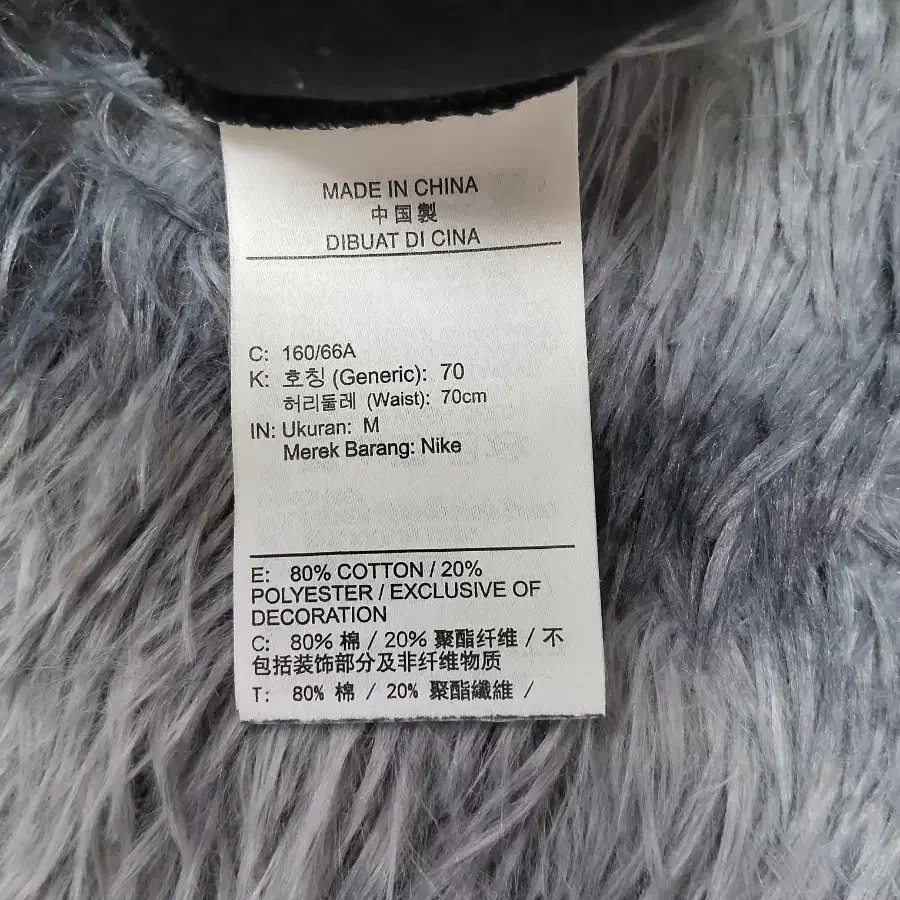 MADE IN CHINA
中国製
DIBUAT DI CINA
C: 160/66A
K: 호칭 (Generic): 70
허리둘레 (Waist): 70cm
IN: Ukuran: M
Merek Barang: Nike
E: 80% COTTON / 20%
POLYESTER / EXCLUSIVE OF
DECORATION
C: 80% 棉 / 20% 聚酯纤维 / 不
包括装饰部分及非纤维物质
T: 80% 棉 / 20% 聚酯纖維 /